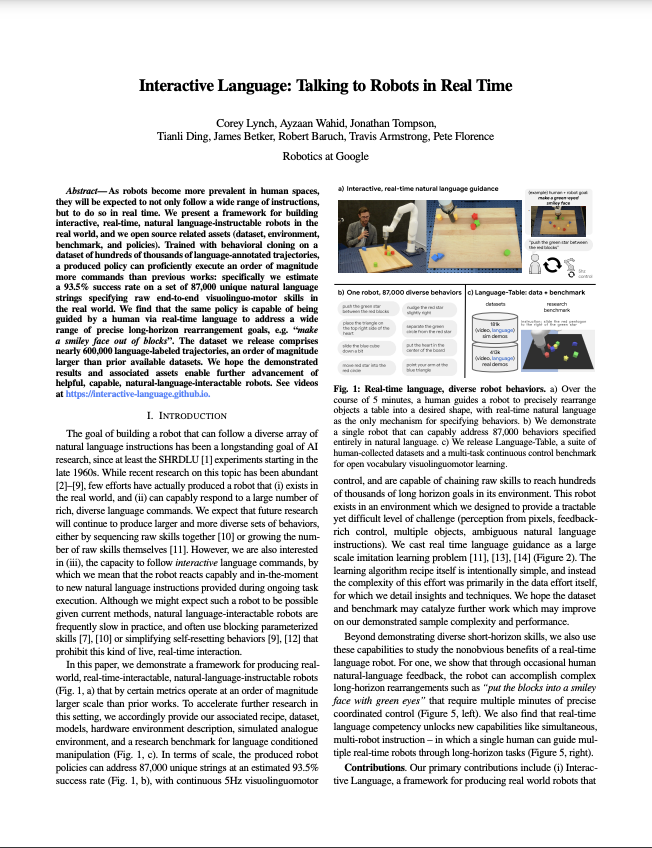 Interactive Language: Talking to Robots in Real Time
Corey Lynch, Ayzaan Wahid, Jonathan Tompson,
Tianli Ding, James Betker, Robert Baruch, Travis Armstrong, Pete Florence
Robotics at Google
Abstract—As robots become more prevalent in human spaces,
they will be expected to not only follow a wide range of instructions,
but to do so in real time. We present a framework for building
interactive, real-time, natural language-instructable robots in the
real world, and we open source related assets (dataset, environment,
benchmark, and policies). Trained with behavioral cloning on a
dataset of hundreds of thousands of language-annotated trajectories,
a produced policy can proficiently execute an order of magnitude
more commands than previous works: specifically we estimate
a 93.5% success rate on a set of 87,000 unique natural language
strings specifying raw end-to-end visuolinguo-motor skills in
the real world. We find that the same policy is capable of being
guided by a human via real-time language to address a wide
range of precise long-horizon rearrangement goals, e.g. “make
a smiley face out of blocks”. The dataset we release comprises
nearly 600,000 language-labeled trajectories, an order of magnitude
larger than prior available datasets. We hope the demonstrated
results and associated assets enable further advancement of
helpful, capable, natural-language-interactable robots. See videos
at https://interactive-language.github.io.
I. INTRODUCTION
The goal of building a robot that can follow a diverse array of
natural language instructions has been a longstanding goal of AI
research, since at least the SHRDLU [1] experiments starting in the
late 1960s. While recent research on this topic has been abundant
[2]–[9], few efforts have actually produced a robot that (i) exists in
the real world, and (ii) can capably respond to a large number of
rich, diverse language commands. We expect that future research
will continue to produce larger and more diverse sets of behaviors,
either by sequencing raw skills together [10] or growing the num-
ber of raw skills themselves [11]. However, we are also interested
in (iii), the capacity to follow interactive language commands, by
which we mean that the robot reacts capably and in-the-moment
to new natural language instructions provided during ongoing task
execution. Although we might expect such a robot to be possible
given current methods, natural language-interactable robots are
frequently slow in practice, and often use blocking parameterized
skills [7], [10] or simplifying self-resetting behaviors [9], [12] that
prohibit this kind of live, real-time interaction.
In this paper, we demonstrate a framework for producing real-
world, real-time-interactable, natural-language-instructable robots
(Fig. 1, a) that by certain metrics operate at an order of magnitude
larger scale than prior works. To accelerate further research in
this setting, we accordingly provide our associated recipe, dataset,
models, hardware environment description, simulated analogue
environment, and a research benchmark for language conditioned
manipulation (Fig. 1, c). In terms of scale, the produced robot
policies can address 87,000 unique strings at an estimated 93.5%
success rate (Fig. 1, b), with continuous 5Hz visuolinguomotor
a) Interactive, real-time natural language guidance
(example) human + robot goal
make a green eyed
smiley face
"push the green star between
the red blocks"
5hz
control
b) One robot, 87,000 diverse behaviors
push the green star
between the red blocks
nudge the red star
slightly right
place the triangle on
the top right side of the
heart
separate the green
circle from the red star
slide the blue cube
down a bit
put the heart in the
center of the board
move red star into the
red circle
point your arm at the
blue triangle
c) Language-Table: data + benchmark
datasets
181k
(video, language)
sim demos
413k
(video, language)
real demos
research
benchmark
instruction: slide the red pentagon
to the right of the green bar
Fig. 1: Real-time language, diverse robot behaviors. a) Over the
course of 5 minutes, a human guides a robot to precisely rearrange
objects a table into a desired shape, with real-time natural language
as the only mechanism for specifying behaviors. b) We demonstrate
a single robot that can capably address 87,000 behaviors specified
entirely in natural language. c) We release Language-Table, a suite of
human-collected datasets and a multi-task continuous control benchmark
for open vocabulary visuolinguomotor learning.
control, and are capable of chaining raw skills to reach hundreds
of thousands of long horizon goals in its environment. This robot
exists in an environment which we designed to provide a tractable
yet difficult level of challenge (perception from pixels, feedback-
rich control, multiple objects, ambiguous natural language
instructions). We cast real time language guidance as a large
scale imitation learning problem [11], [13], [14] (Figure 2). The
learning algorithm recipe itself is intentionally simple, and instead
the complexity of this effort was primarily in the data effort itself,
for which we detail insights and techniques. We hope the dataset
and benchmark may catalyze further work which may improve
on our demonstrated sample complexity and performance.
Beyond demonstrating diverse short-horizon skills, we also use
these capabilities to study the nonobvious benefits of a real-time
language robot. For one, we show that through occasional human
natural-language feedback, the robot can accomplish complex
long-horizon rearrangements such as “put the blocks into a smiley
face with green eyes” that require multiple minutes of precise
coordinated control (Figure 5, left). We also find that real-time
language competency unlocks new capabilities like simultaneous,
multi-robot instruction – in which a single human can guide mul-
tiple real-time robots through long-horizon tasks (Figure 5, right).
Contributions. Our primary contributions include (i) Interac-
tive Language, a framework for producing real world robots that